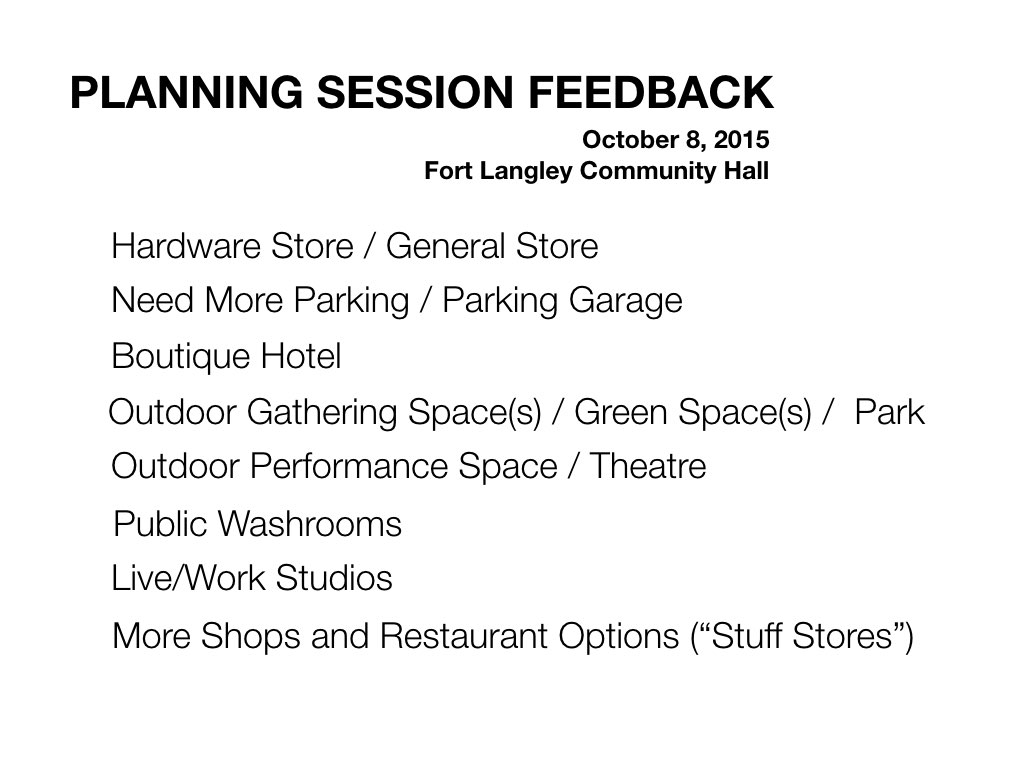 PLANNING SESSION FEEDBACK
October 8, 2015
Fort Langley Community Hall
Hardware Store / General Store
Need More Parking / Parking Garage
Boutique Hotel
Outdoor Gathering Space(s) / Green Space(s) /  Park
Outdoor Performance Space / Theatre
Public Washrooms
Live/Work Studios
More Shops and Restaurant Options (“Stuff Stores”)